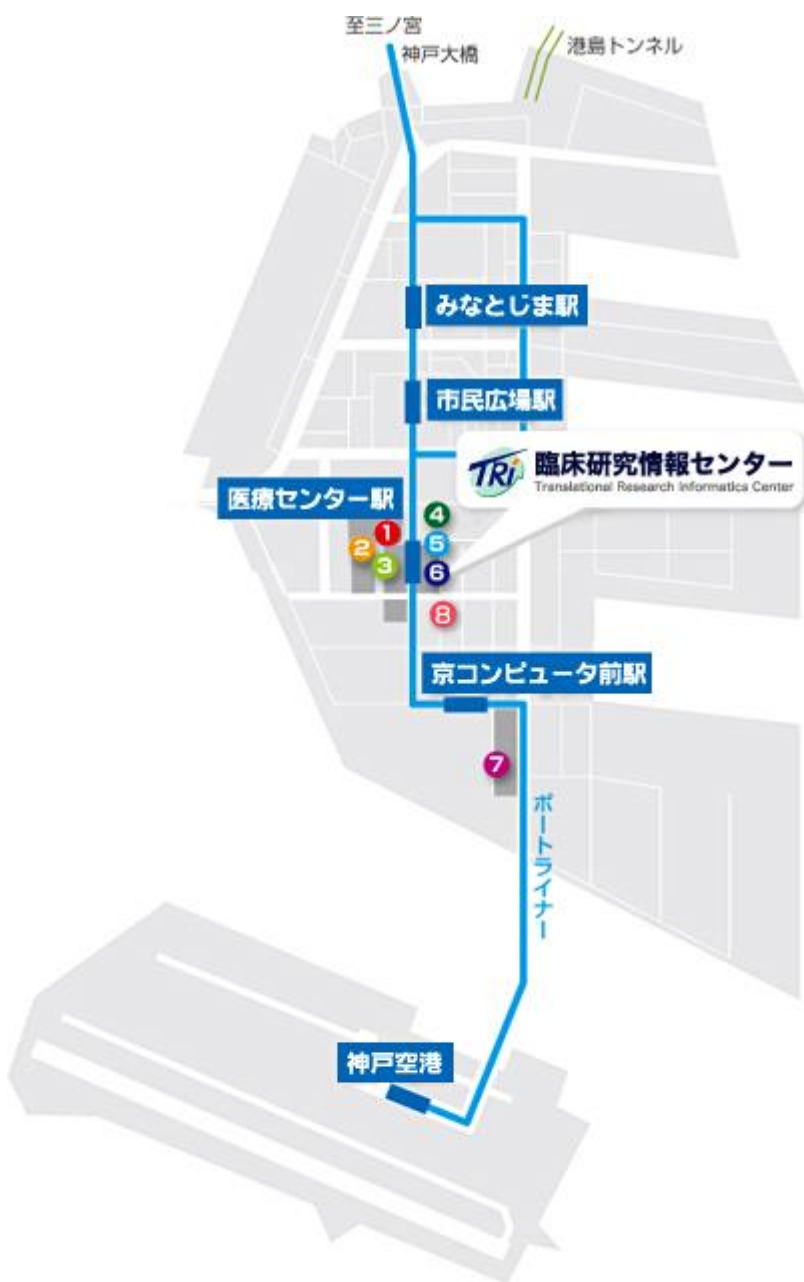 至三ノ宮
神戸大橋
港島トンネル
みなとじま駅
市民広場駅
TRi 臨床研究情報センター
Translational Research Informatics Center
医療センター駅
1
2
3
4
5
6
8
京コンピュータ前駅
7
ポートライナー
神戸空港